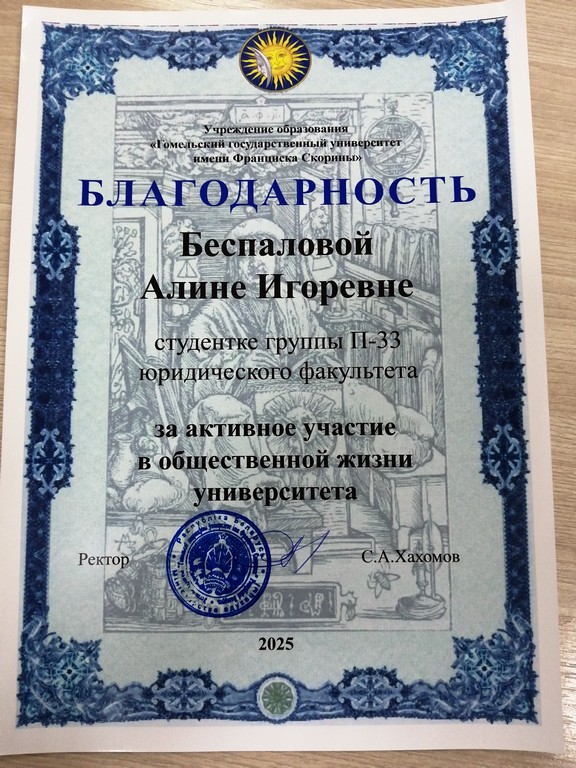 Учреждение образования
«Гомельский государственный университет
имени Франциска Скорины»
БЛАГОДАРНОСТЬ
Беспаловой
Алине Игоревне
студентке группы П-33
юридического факультета
за активное участие
в общественной жизни
университета
Ректор
С.А.Хахомов
2025